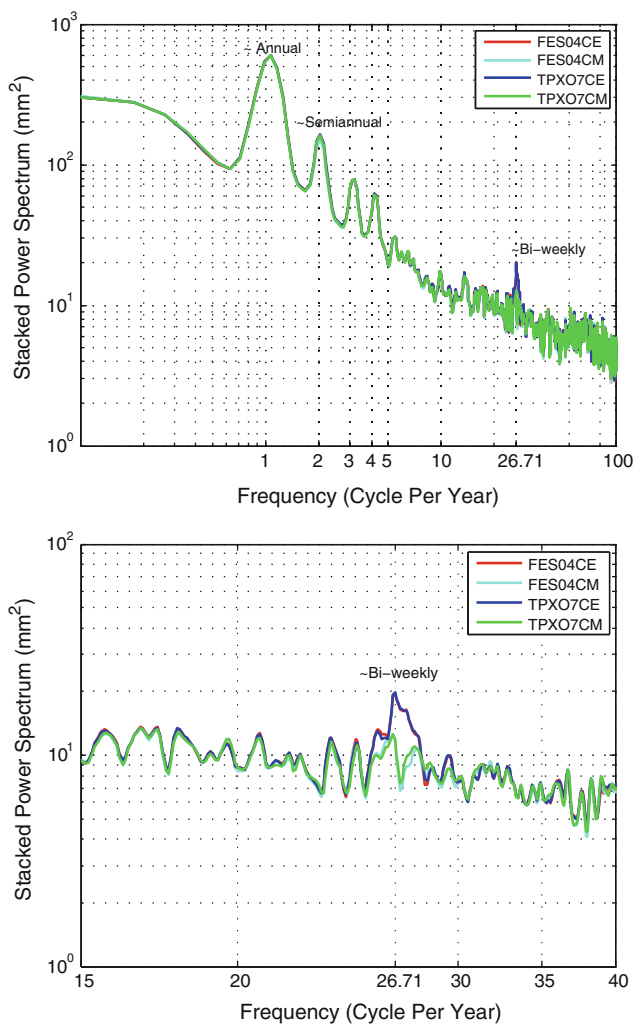 10^3
10^2
10^1
10^0
Stacked Power Spectrum (mm^2)
~ Annual
~Semiannual
~Bi-weekly
FES04CE
FES04CM
TPXO7CE
TPXO7CM
1 2 3 4 5 10 26.71 100
Frequency (Cycle Per Year)
10^2
10^1
10^0
Stacked Power Spectrum (mm^2)
~Bi-weekly
FES04CE
FES04CM
TPXO7CE
TPXO7CM
15 20 26.71 30 35 40
Frequency (Cycle Per Year)